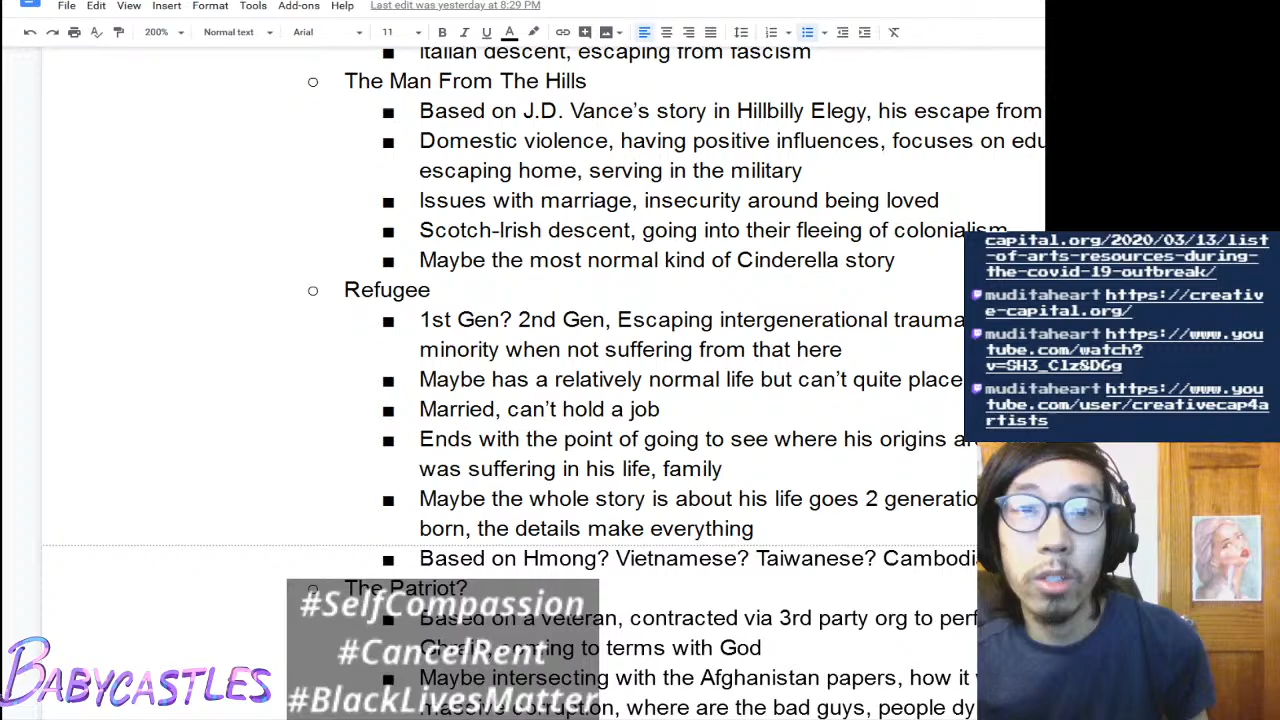 File Edit View Insert Format Tools Add-ons Help Last edit was yesterday at 8:29 PM
200% Normal text Arial 11 B I U A
Italian descent, escaping from fascism
The Man From The Hills
Based on J.D. Vance's story in Hillbilly Elegy, his escape from
Domestic violence, having positive influences, focuses on edu
escaping home, serving in the military
Issues with marriage, insecurity around being loved
Scotch-Irish descent, going into their fleeing of colonialism
Maybe the most normal kind of Cinderella story
Refugee
1st Gen? 2nd Gen, Escaping intergenerational trauma
minority when not suffering from that here
Maybe has a relatively normal life but can't quite place
Married, can't hold a job
Ends with the point of going to see where his origins
was suffering in his life, family
Maybe the whole story is about his life goes 2 generatio
born, the details make everything
Based on Hmong? Vietnamese? Taiwanese? Cambodi
The Patriot?
Based on a veteran, contracted via 3rd party org to perf
coming to terms with God
Maybe intersecting with the Afghanistan papers, how it
massive corruption, where are the bad guys, people dy
capital.org/2020/03/13/list
-of-arts-resources-during-
the-covid-19-outbreak/
muditaheart https://creativ
e-capital.org/
muditaheart https://www.you
tube.com/watch?
v=SH3_Clz&DGg
muditaheart https://www.you
tube.com/user/creativecap4a
rtists
#SelfCompassion
#CancelRent
#BlackLivesMatter
BABYCASTLES